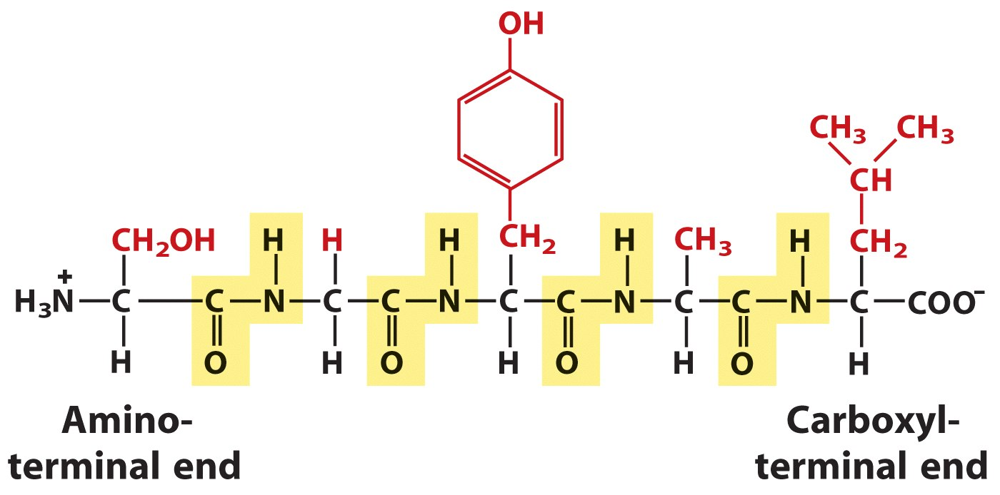 OH
CH₃ CH₃
CH
CH₂OH H H H CH₂ H CH₃ H CH₂
+
H₃N C C N C C N C C N C C N C COO⁻
H O H O H O H O H
Amino- Carboxyl-
terminal end terminal end